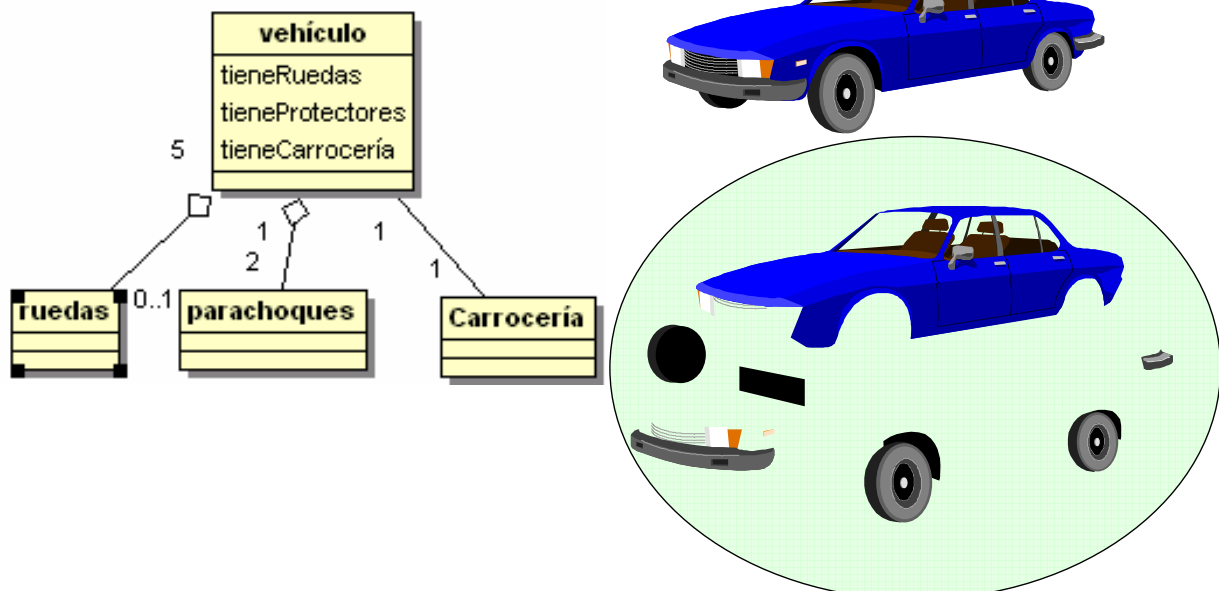 vehículo
tieneRuedas
tieneProtectores
tieneCarrocería
5
1
1
2
1
0..1
ruedas
parachoques
Carrocería